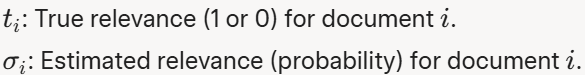 tᵢ: True relevance (1 or 0) for document i.
σᵢ: Estimated relevance (probability) for document i.